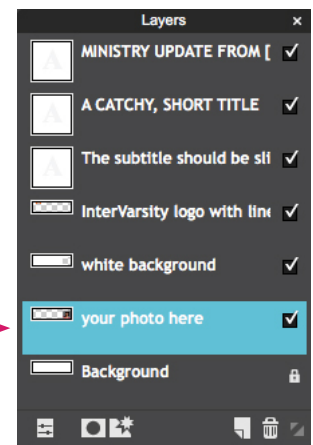 Layers
MINISTRY UPDATE FROM [
A CATCHY, SHORT TITLE
The subtitle should be sli
InterVarsity logo with line
white background
your photo here
Background